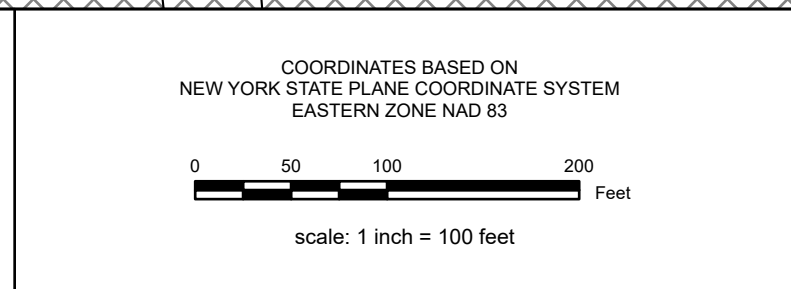 COORDINATES BASED ON
NEW YORK STATE PLANE COORDINATE SYSTEM
EASTERN ZONE NAD 83
0 50 100 200
Feet
scale: 1 inch = 100 feet